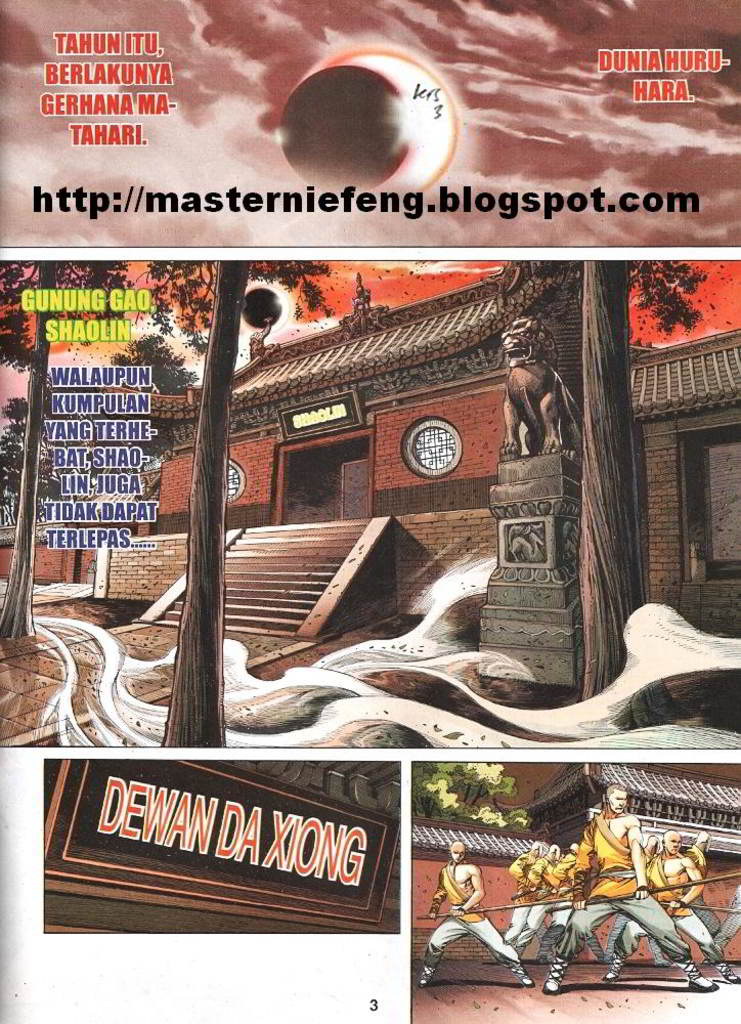 TAHUN ITU,
BERLAKUNYA
GERHANA MA-
TAHARI.
DUNIA HURU-
HARA.
http://masterniefeng.blogspot.com
GUNUNG GAO,
SHAOLIN
WALAUPUN
KUMPULAN
YANG TERHE-
BAT, SHAO-
LIN, JUGA
TIDAK DAPAT
TERLEPAS......
SHAOLIN
DEWAN DA XIONG
3